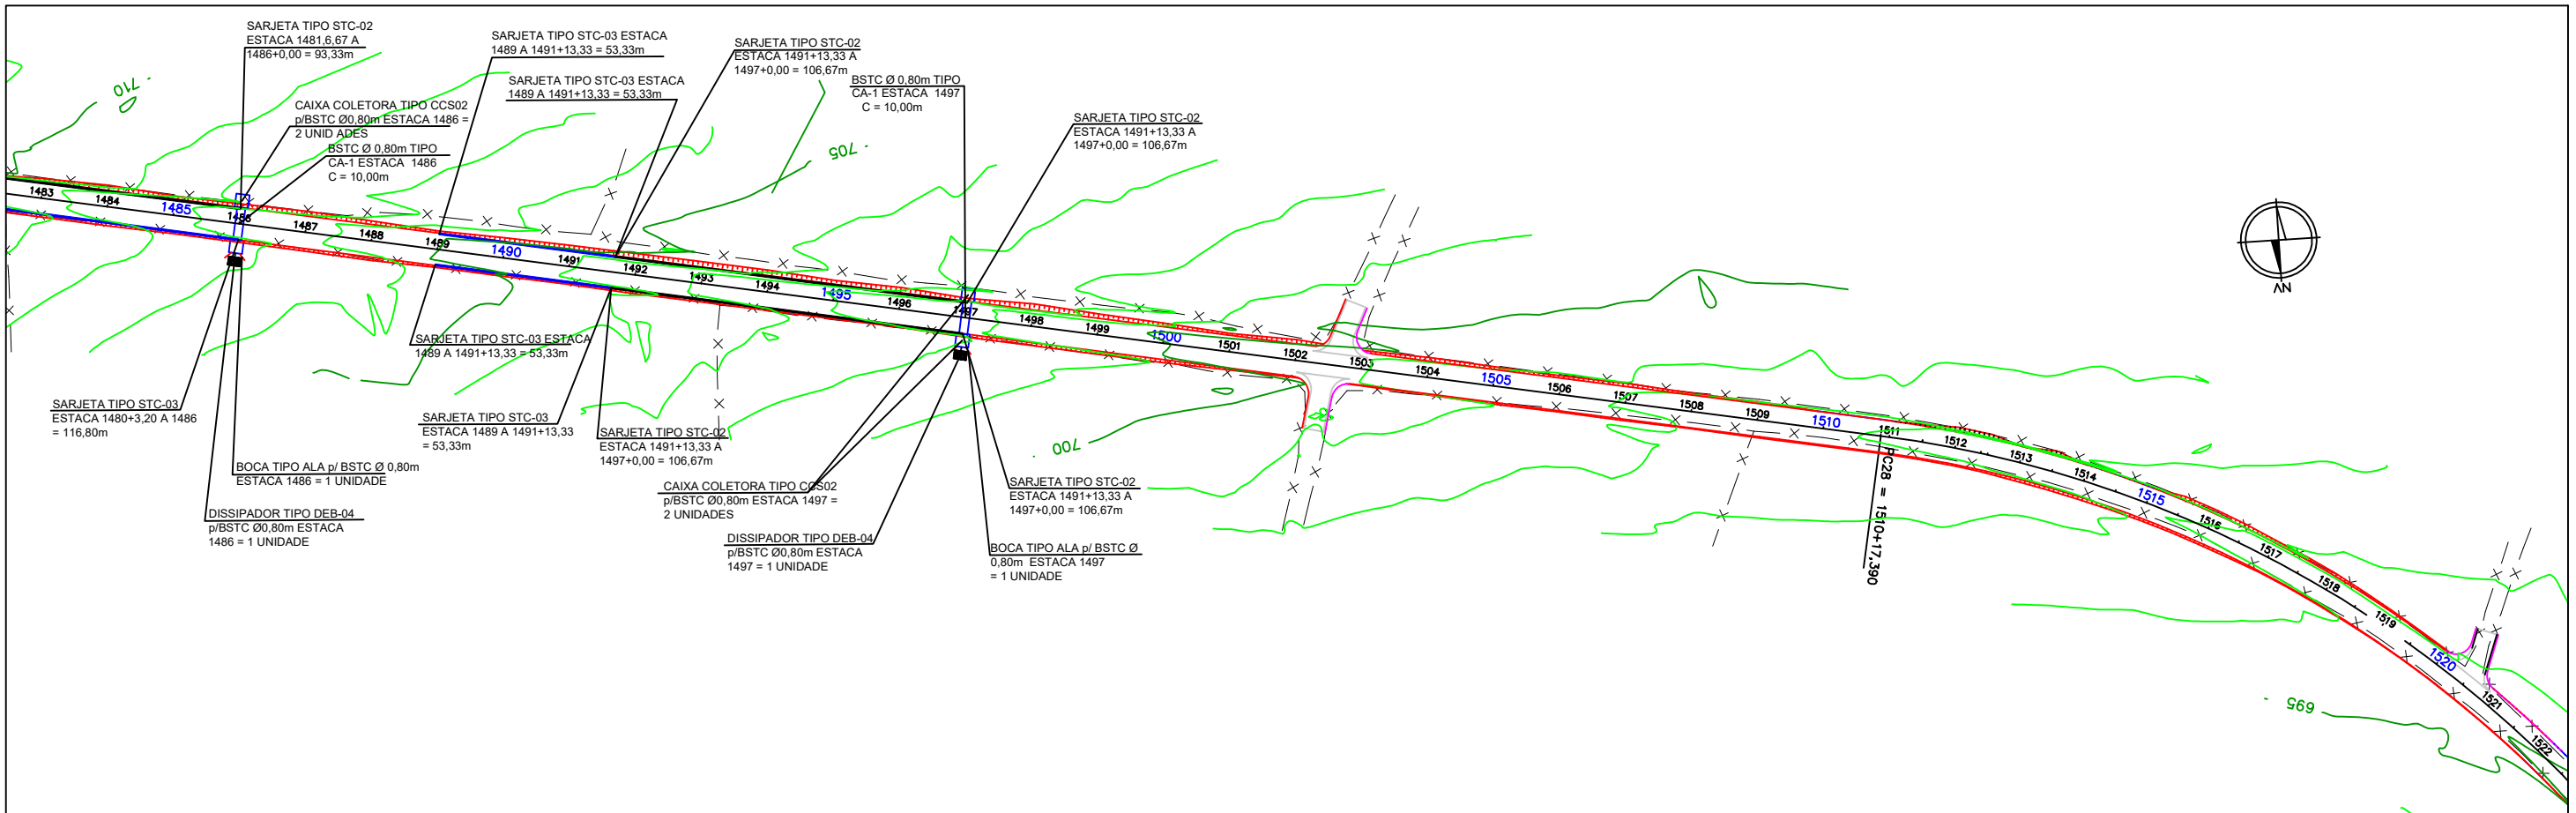 SARJETA TIPO STC-02
ESTACA 1481,6,67 A
1486+0,00 = 93,33m
SARJETA TIPO STC-03 ESTACA
1489 A 1491+13,33 = 53,33m
SARJETA TIPO STC-02
ESTACA 1491+13,33 A
1497+0,00 = 106,67m
SARJETA TIPO STC-03 ESTACA
1489 A 1491+13,33 = 53,33m
BSTC Ø 0,80m TIPO
CA-1 ESTACA 1497
C = 10,00m
CAIXA COLETORA TIPO CCS02
p/BSTC Ø0,80m ESTACA 1486 =
2 UNID ADES
BSTC Ø 0,80m TIPO
CA-1 ESTACA 1486
C = 10,00m
SARJETA TIPO STC-02
ESTACA 1491+13,33 A
1497+0,00 = 106,67m
- 710
- 705
1483
1484
1485
1486
1487
1488
1489
1490
1491
1492
1493
1494
1495
1496
1497
1498
1499
1500
1501
1502
1503
1504
1505
1506
1507
1508
1509
1510
1511
1512
1513
1514
1515
1516
1517
1518
1519
1520
1521
1522
NV
PC28 = 1510+17,390
SARJETA TIPO STC-03 ESTACA
1489 A 1491+13,33 = 53,33m
SARJETA TIPO STC-03
ESTACA 1480+3,20 A 1486
= 116,80m
SARJETA TIPO STC-03
ESTACA 1489 A 1491+13,33
= 53,33m
SARJETA TIPO STC-02
ESTACA 1491+13,33 A
1497+0,00 = 106,67m
- 700
BOCA TIPO ALA p/ BSTC Ø 0,80m
ESTACA 1486 = 1 UNIDADE
CAIXA COLETORA TIPO CCS02
p/BSTC Ø0,80m ESTACA 1497 =
2 UNIDADES
SARJETA TIPO STC-02
ESTACA 1491+13,33 A
1497+0,00 = 106,67m
DISSIPADOR TIPO DEB-04
p/BSTC Ø0,80m ESTACA
1486 = 1 UNIDADE
DISSIPADOR TIPO DEB-04
p/BSTC Ø0,80m ESTACA
1497 = 1 UNIDADE
BOCA TIPO ALA p/ BSTC Ø
0,80m ESTACA 1497
= 1 UNIDADE
695 -